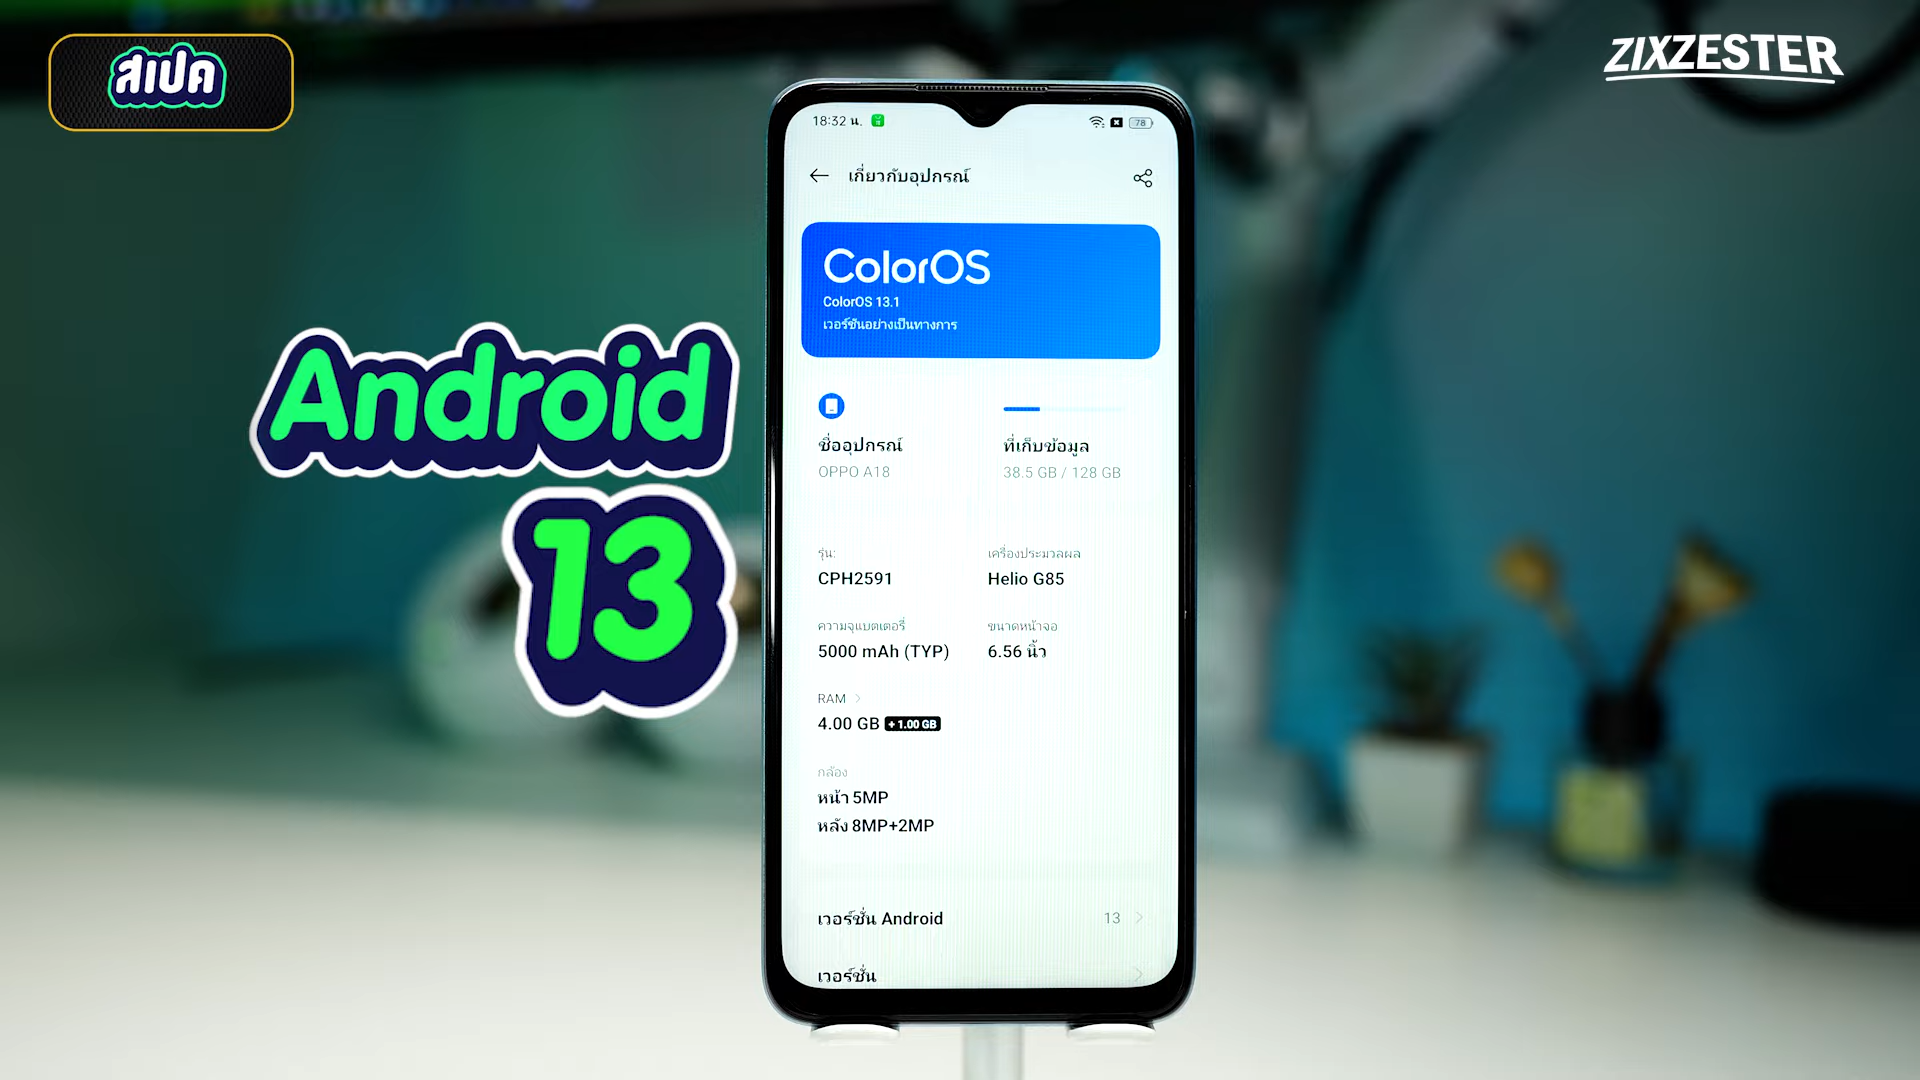 สเปค
ZIXZESTER
Android
13
18:32 น.
78
เกี่ยวกับอุปกรณ์
ColorOS
ColorOS 13.1
เวอร์ชันอย่างเป็นทางการ
ชื่ออุปกรณ์
OPPO A18
ที่เก็บข้อมูล
38.5 GB / 128 GB
รุ่น:
CPH2591
เครื่องประมวลผล
Helio G85
ความจุแบตเตอรี่
5000 mAh (TYP)
ขนาดหน้าจอ
6.56 นิ้ว
RAM
4.00 GB + 1.00 GB
กล้อง
หน้า 5MP
หลัง 8MP+2MP
เวอร์ชั่น Android 13
เวอร์ชั่น